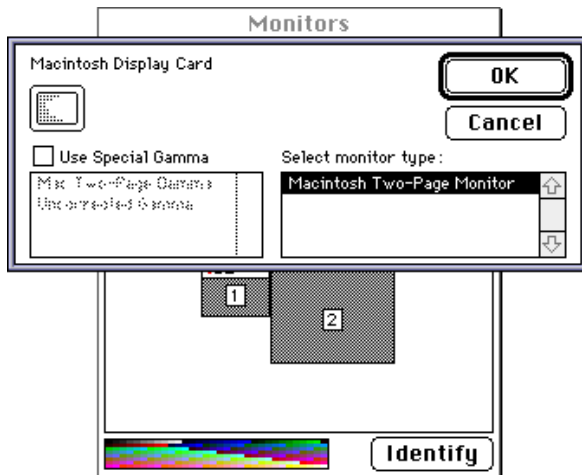 Monitors
Macintosh Display Card
OK
Cancel
Use Special Gamma
Select monitor type:
Mac Two-Page Gamma
Uncorrected Gamma
Macintosh Two-Page Monitor
1
2
Identify